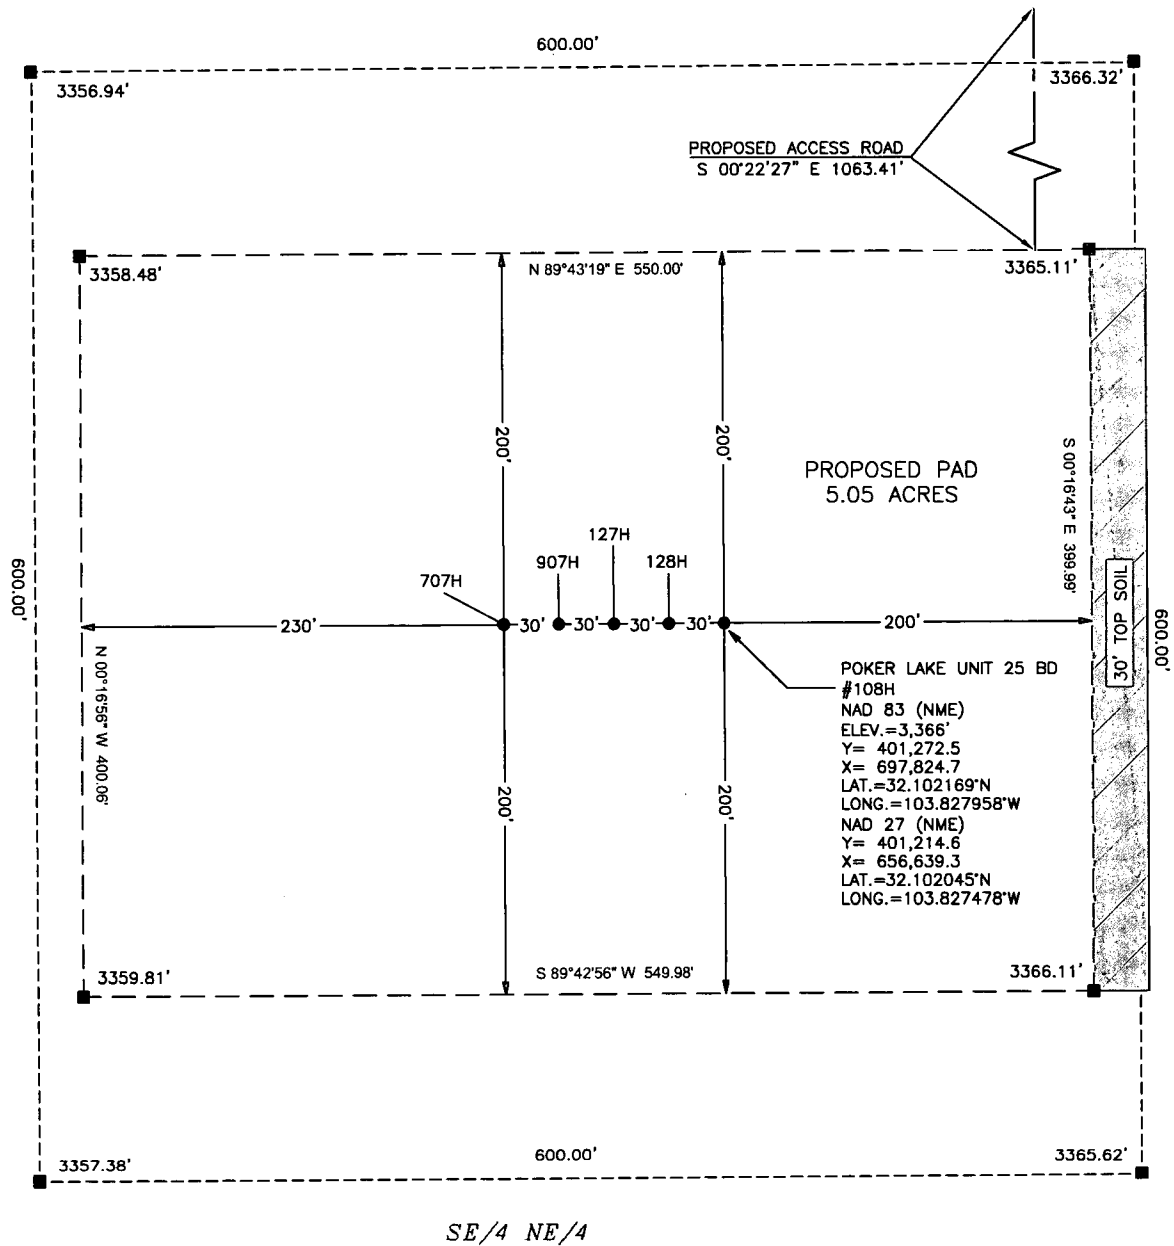 600.00'
3356.94'
3366.32'
PROPOSED ACCESS ROAD
S 00°22'27" E 1063.41'
3358.48'
N 89°43'19" E 550.00'
3365.11'
200'
200'
PROPOSED PAD
5.05 ACRES
S 00°16'43" E 399.99'
127H
907H
128H
707H
600.00'
230'
30'
30'
30'
30'
200'
30' TOP SOIL
600.00'
N 00°16'56" W 400.06'
POKER LAKE UNIT 25 BD
#108H
NAD 83 (NME)
ELEV.=3,366'
Y= 401,272.5
X= 697,824.7
LAT.=32.102169°N
LONG.=103.827958°W
NAD 27 (NME)
Y= 401,214.6
X= 656,639.3
LAT.=32.102045°N
LONG.=103.827478°W
200'
200'
3359.81'
S 89°42'56" W 549.98'
3366.11'
3357.38'
600.00'
3365.62'
SE/4 NE/4